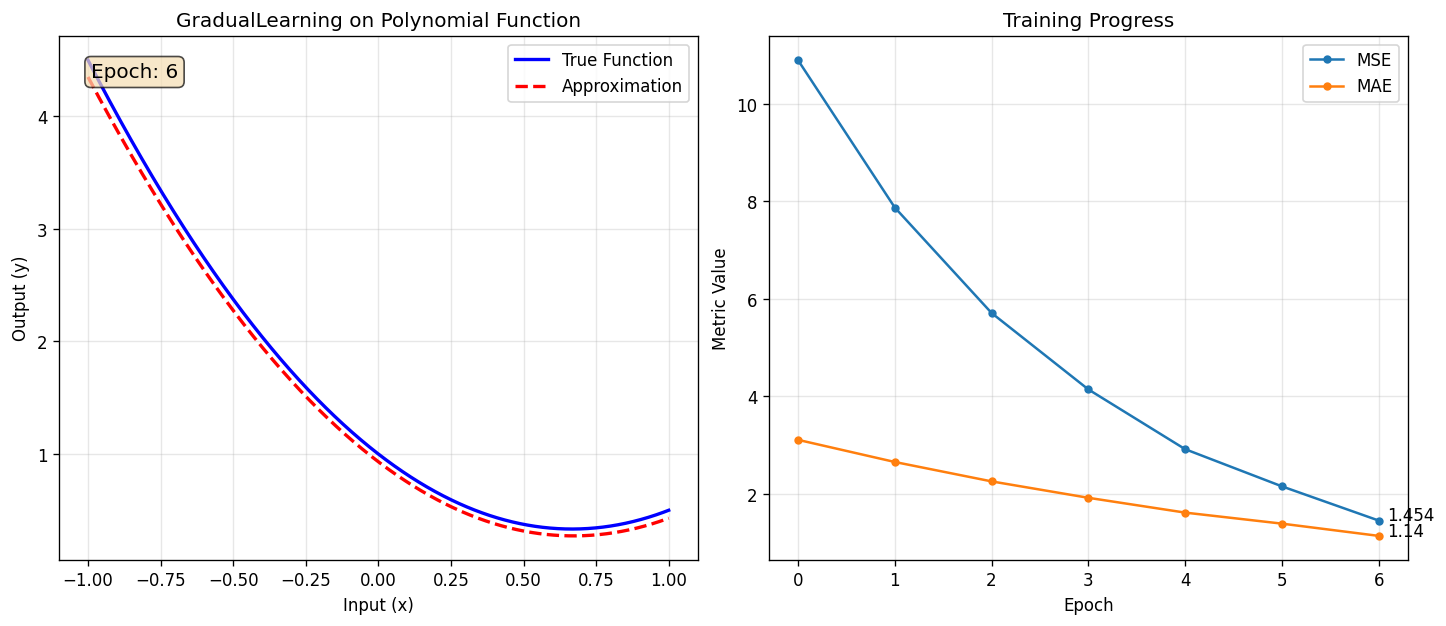 GradualLearning on Polynomial Function
Epoch: 6
True Function
Approximation
4
3
2
1
Output (y)
−1.00
−0.75
−0.50
−0.25
0.00
0.25
0.50
0.75
1.00
Input (x)
Training Progress
MSE
MAE
10
8
6
4
2
Metric Value
1.454
1.14
0
1
2
3
4
5
6
Epoch